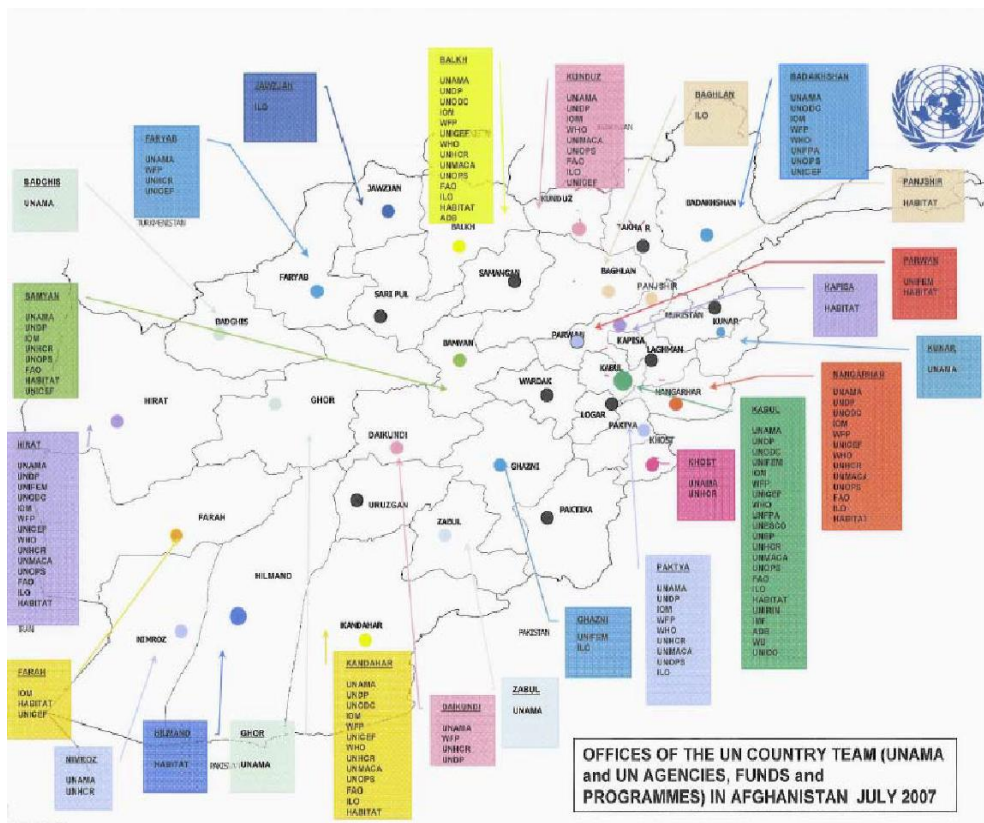 BALKH
UNAMA
UNDP
UNODC
IOM
WFP
UNICEF
WHO
UNHCR
UNMACA
UNOPS
FAO
ILO
HABITAT
ADB
KUNDUZ
UNAMA
UNDP
IOM
WHO
UNMACA
UNOPS
FAO
ILO
UNICEF
JAWZJAN
ILO
BAGHLAN
ILO
BADAKHSHAN
UNAMA
UNODC
IOM
WFP
WHO
UNFPA
UNOPS
UNICEF
FARYAB
UNAMA
WFP
UNHCR
UNICEF
TURKMENISTAN
BADGHIS
UNAMA
PANJSHIR
HABITAT
PARWAN
UNIFEM
HABITAT
KAPISA
HABITAT
KUNAR
UNAMA
BAMYAN
UNAMA
UNDP
IOM
UNHCR
UNOPS
FAO
HABITAT
UNICEF
JAWZJAN
BALKH
KUNDUZ
TAKHAR
BADAKHSHAN
FARYAB
SARI PUL
SAMANGAN
BAGHLAN
PANJSHIR
NURISTAN
KUNAR
BADGHIS
BAMYAN
PARWAN
KAPISA
LAGHMAN
HIRAT
GHOR
WARDAK
KABUL
NANGARHAR
LOGAR
PAKTYA
KHOST
DAIKUNDI
GHAZNI
URUZGAN
ZABUL
PAKTIKA
FARAH
HILMAND
NIMROZ
KANDAHAR
PAKISTAN
HIRAT
UNAMA
UNDP
UNIFEM
UNODC
IOM
WFP
UNICEF
WHO
UNHCR
UNMACA
UNOPS
FAO
ILO
HABITAT
NANGARHAR
UNAMA
UNDP
UNODC
IOM
WFP
UNICEF
WHO
UNHCR
UNMACA
UNOPS
FAO
ILO
HABITAT
KABUL
UNAMA
UNDP
UNODC
UNIFEM
IOM
WFP
UNICEF
WHO
UNFPA
UNESCO
UNEP
UNHCR
UNMACA
UNOPS
FAO
ILO
HABITAT
IMF
ADB
KHOST
UNAMA
UNHCR
PAKTYA
UNAMA
UNDP
IOM
WFP
WHO
UNHCR
UNMACA
UNOPS
ILO
GHAZNI
UNIFEM
ILO
FARAH
IOM
HABITAT
UNICEF
NIMROZ
UNAMA
UNHCR
HILMAND
HABITAT
GHOR
UNAMA
KANDAHAR
UNAMA
UNDP
UNODC
IOM
WFP
UNICEF
WHO
UNHCR
UNMACA
UNOPS
FAO
ILO
HABITAT
DAIKUNDI
UNAMA
WFP
UNHCR
UNDP
ZABUL
UNAMA
OFFICES OF THE UN COUNTRY TEAM (UNAMA
and UN AGENCIES, FUNDS and
PROGRAMMES) IN AFGHANISTAN JULY 2007